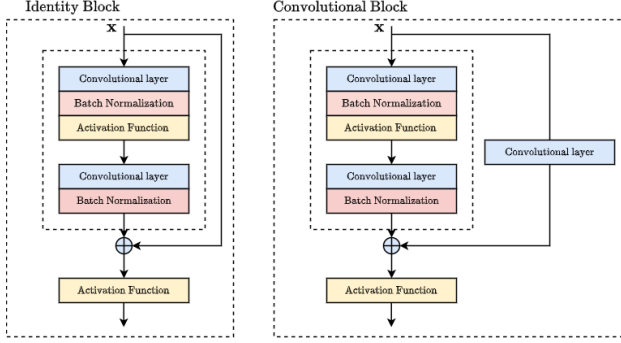 Identity Block
x
Convolutional layer
Batch Normalization
Activation Function
Convolutional layer
Batch Normalization
Activation Function
Convolutional Block
x
Convolutional layer
Batch Normalization
Activation Function
Convolutional layer
Batch Normalization
Convolutional layer
Activation Function